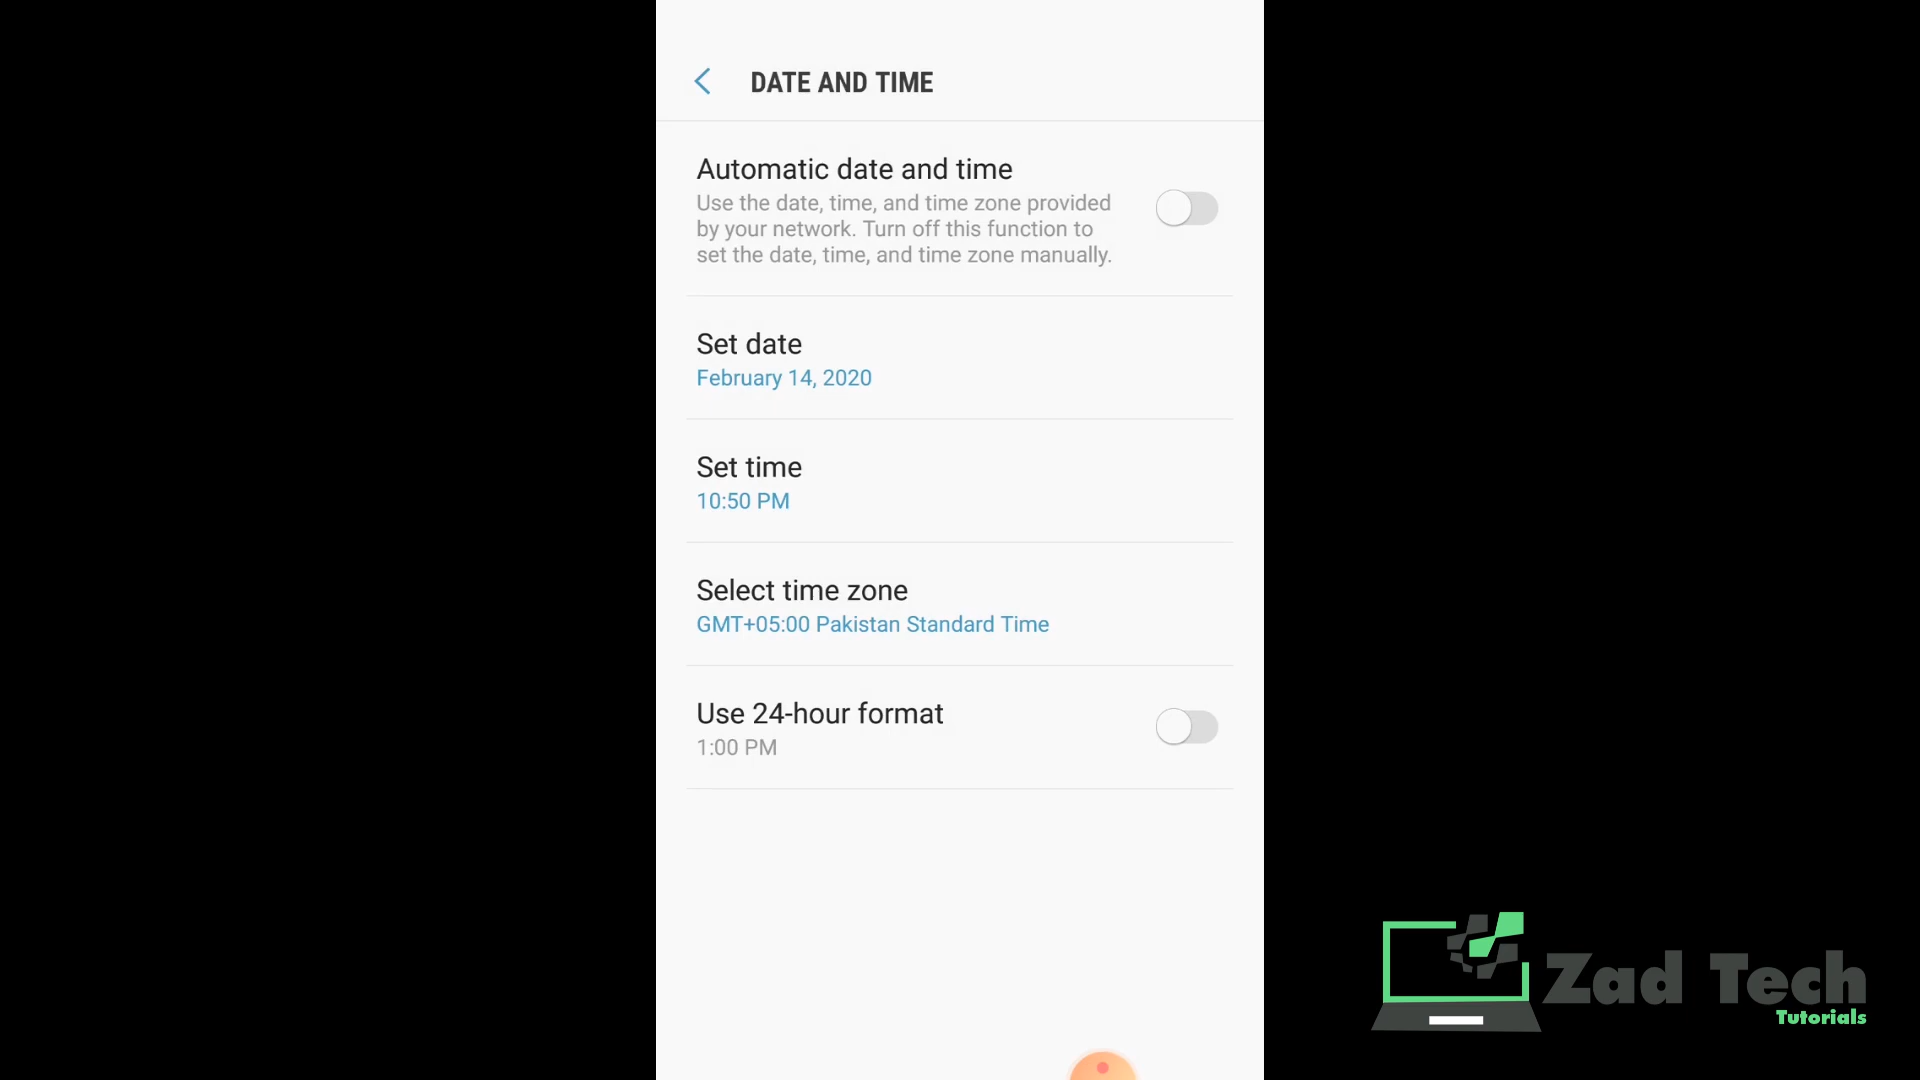 DATE AND TIME
Automatic date and time
Use the date, time, and time zone provided
by your network. Turn off this function to
set the date, time, and time zone manually.
Set date
February 14, 2020
Set time
10:50 PM
Select time zone
GMT+05:00 Pakistan Standard Time
Use 24-hour format
1:00 PM
Zad Tech
Tutorials